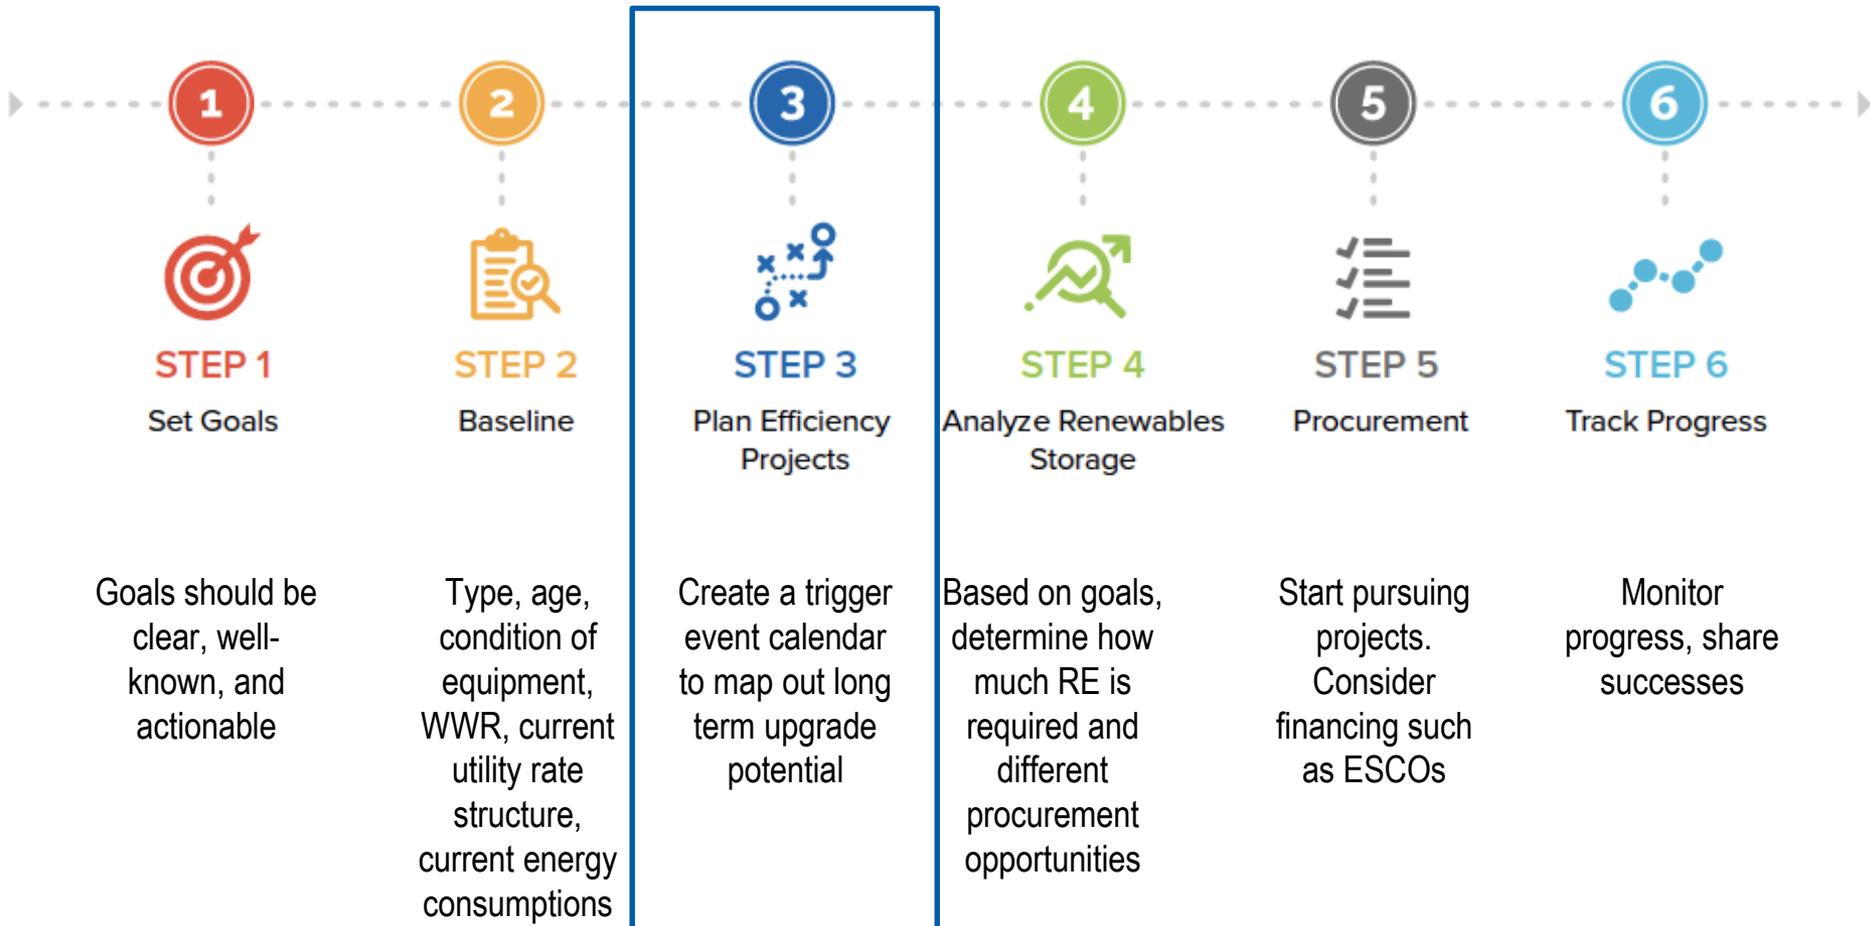 1
2
3
4
5
6
STEP 1
Set Goals
STEP 2
Baseline
STEP 3
Plan Efficiency
Projects
STEP 4
Analyze Renewables
Storage
STEP 5
Procurement
STEP 6
Track Progress
Goals should be
clear, well-
known, and
actionable
Type, age,
condition of
equipment,
WWR, current
utility rate
structure,
current energy
consumptions
Create a trigger
event calendar
to map out long
term upgrade
potential
Based on goals,
determine how
much RE is
required and
different
procurement
opportunities
Start pursuing
projects.
Consider
financing such
as ESCOs
Monitor
progress, share
successes